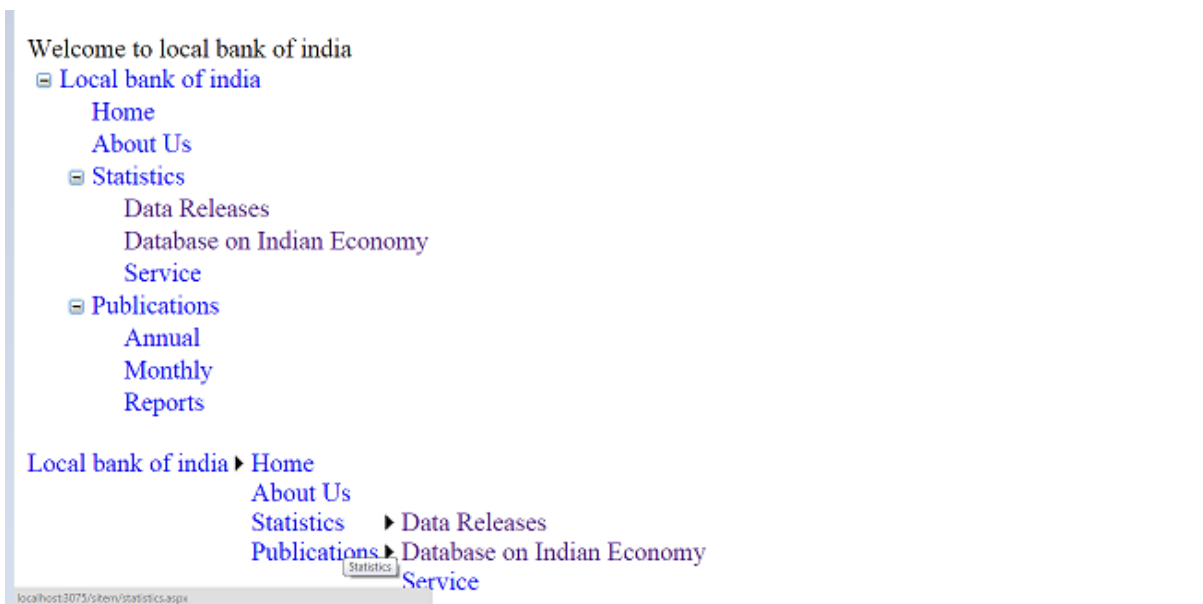 Welcome to local bank of india
Local bank of india
Home
About Us
Statistics
Data Releases
Database on Indian Economy
Service
Publications
Annual
Monthly
Reports
Local bank of india Home
About Us
Statistics Data Releases
Publications Database on Indian Economy
Statistics
Service
localhost:3075/sitem/statistics.aspx